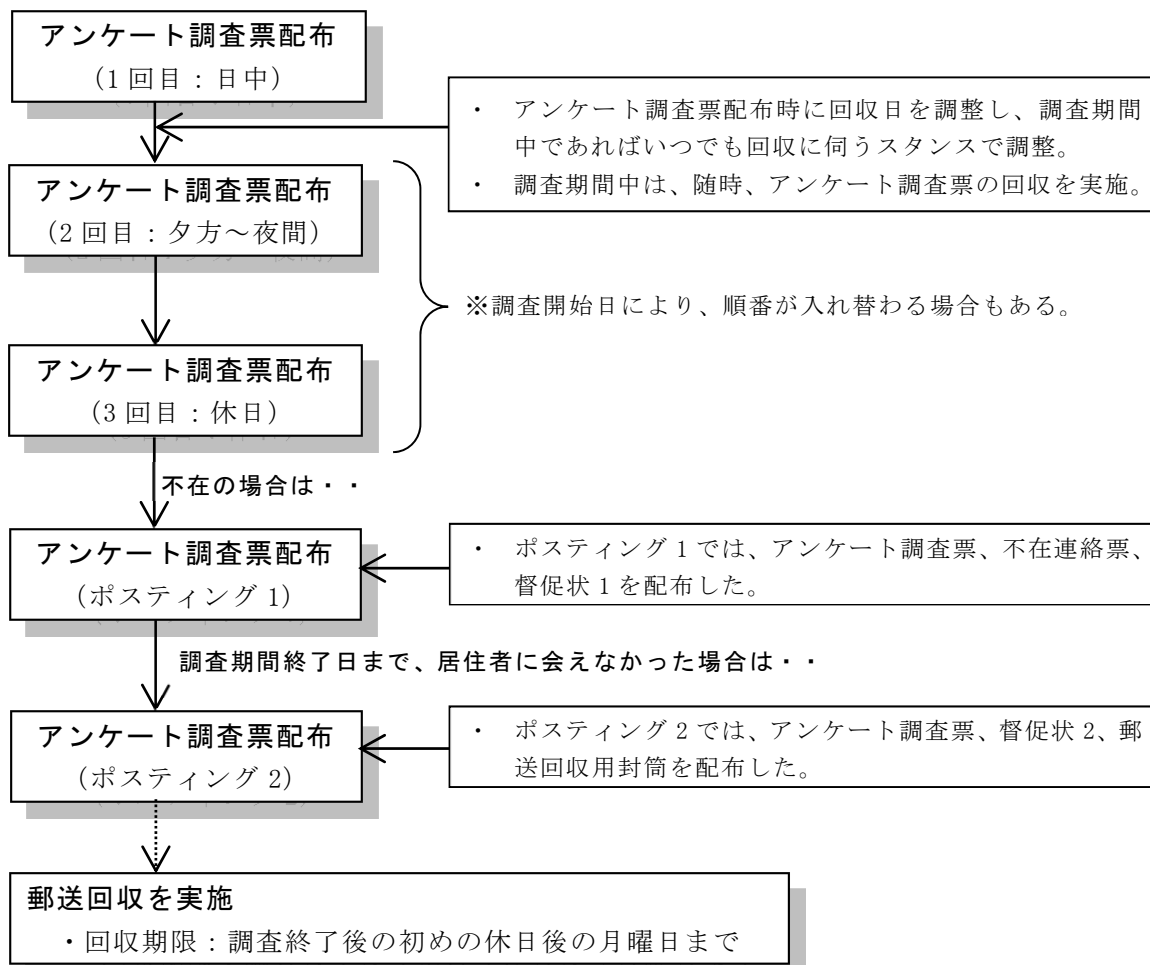 アンケート調査票配布
(1回目:日中)
・ アンケート調査票配布時に回収日を調整し、調査期間
中であればいつでも回収に伺うスタンスで調整。
・ 調査期間中は、随時、アンケート調査票の回収を実施。
アンケート調査票配布
(2回目:夕方～夜間)
※調査開始日により、順番が入れ替わる場合もある。
アンケート調査票配布
(3回目:休日)
不在の場合は・・
アンケート調査票配布
(ポスティング1)
・ ポスティング1では、アンケート調査票、不在連絡票、
督促状1を配布した。
調査期間終了日まで、居住者に会えなかった場合は・・
アンケート調査票配布
(ポスティング2)
・ ポスティング2では、アンケート調査票、督促状2、郵
送回収用封筒を配布した。
郵送回収を実施
・回収期限:調査終了後の初めの休日後の月曜日まで